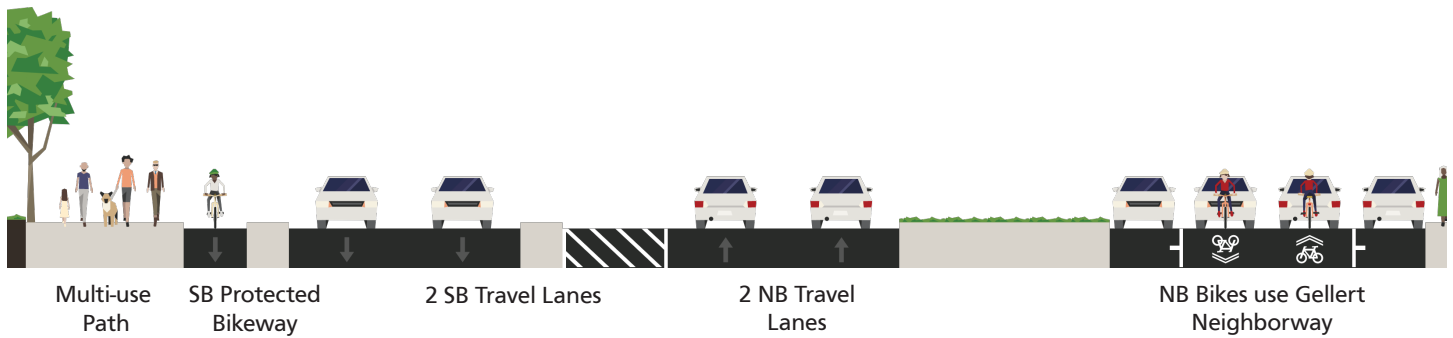 Multi-use
Path
SB Protected
Bikeway
2 SB Travel Lanes
2 NB Travel
Lanes
NB Bikes use Gellert
Neighborway